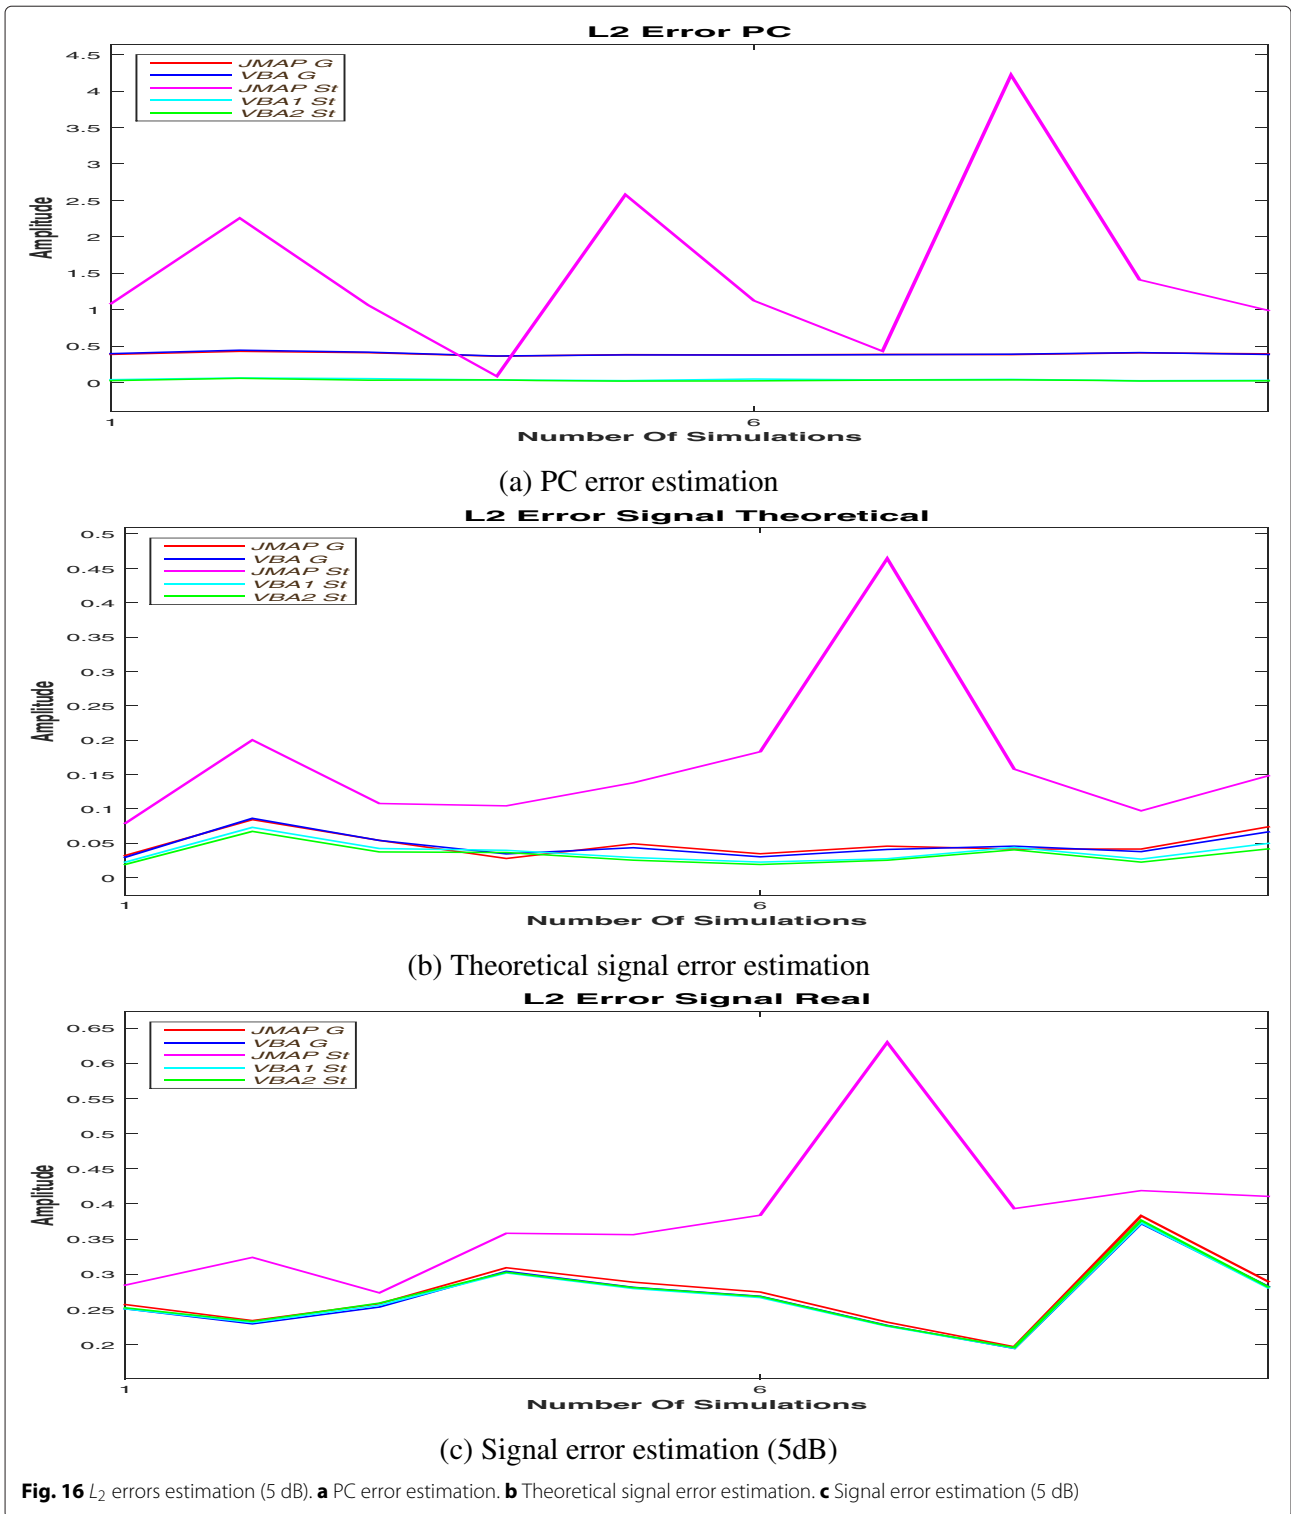 L2 Error PC
JMAP G
VBA G
JMAP St
VBA1 St
VBA2 St
4.5
4
3.5
3
2.5
2
1.5
1
0.5
0
Amplitude
1
6
Number Of Simulations
(a) PC error estimation
L2 Error Signal Theoretical
JMAP G
VBA G
JMAP St
VBA1 St
VBA2 St
0.5
0.45
0.4
0.35
0.3
0.25
0.2
0.15
0.1
0.05
0
Amplitude
1
6
Number Of Simulations
(b) Theoretical signal error estimation
L2 Error Signal Real
JMAP G
VBA G
JMAP St
VBA1 St
VBA2 St
0.65
0.6
0.55
0.5
0.45
0.4
0.35
0.3
0.25
0.2
Amplitude
1
6
Number Of Simulations
(c) Signal error estimation (5dB)
Fig. 16 L2 errors estimation (5 dB). a PC error estimation. b Theoretical signal error estimation. c Signal error estimation (5 dB)